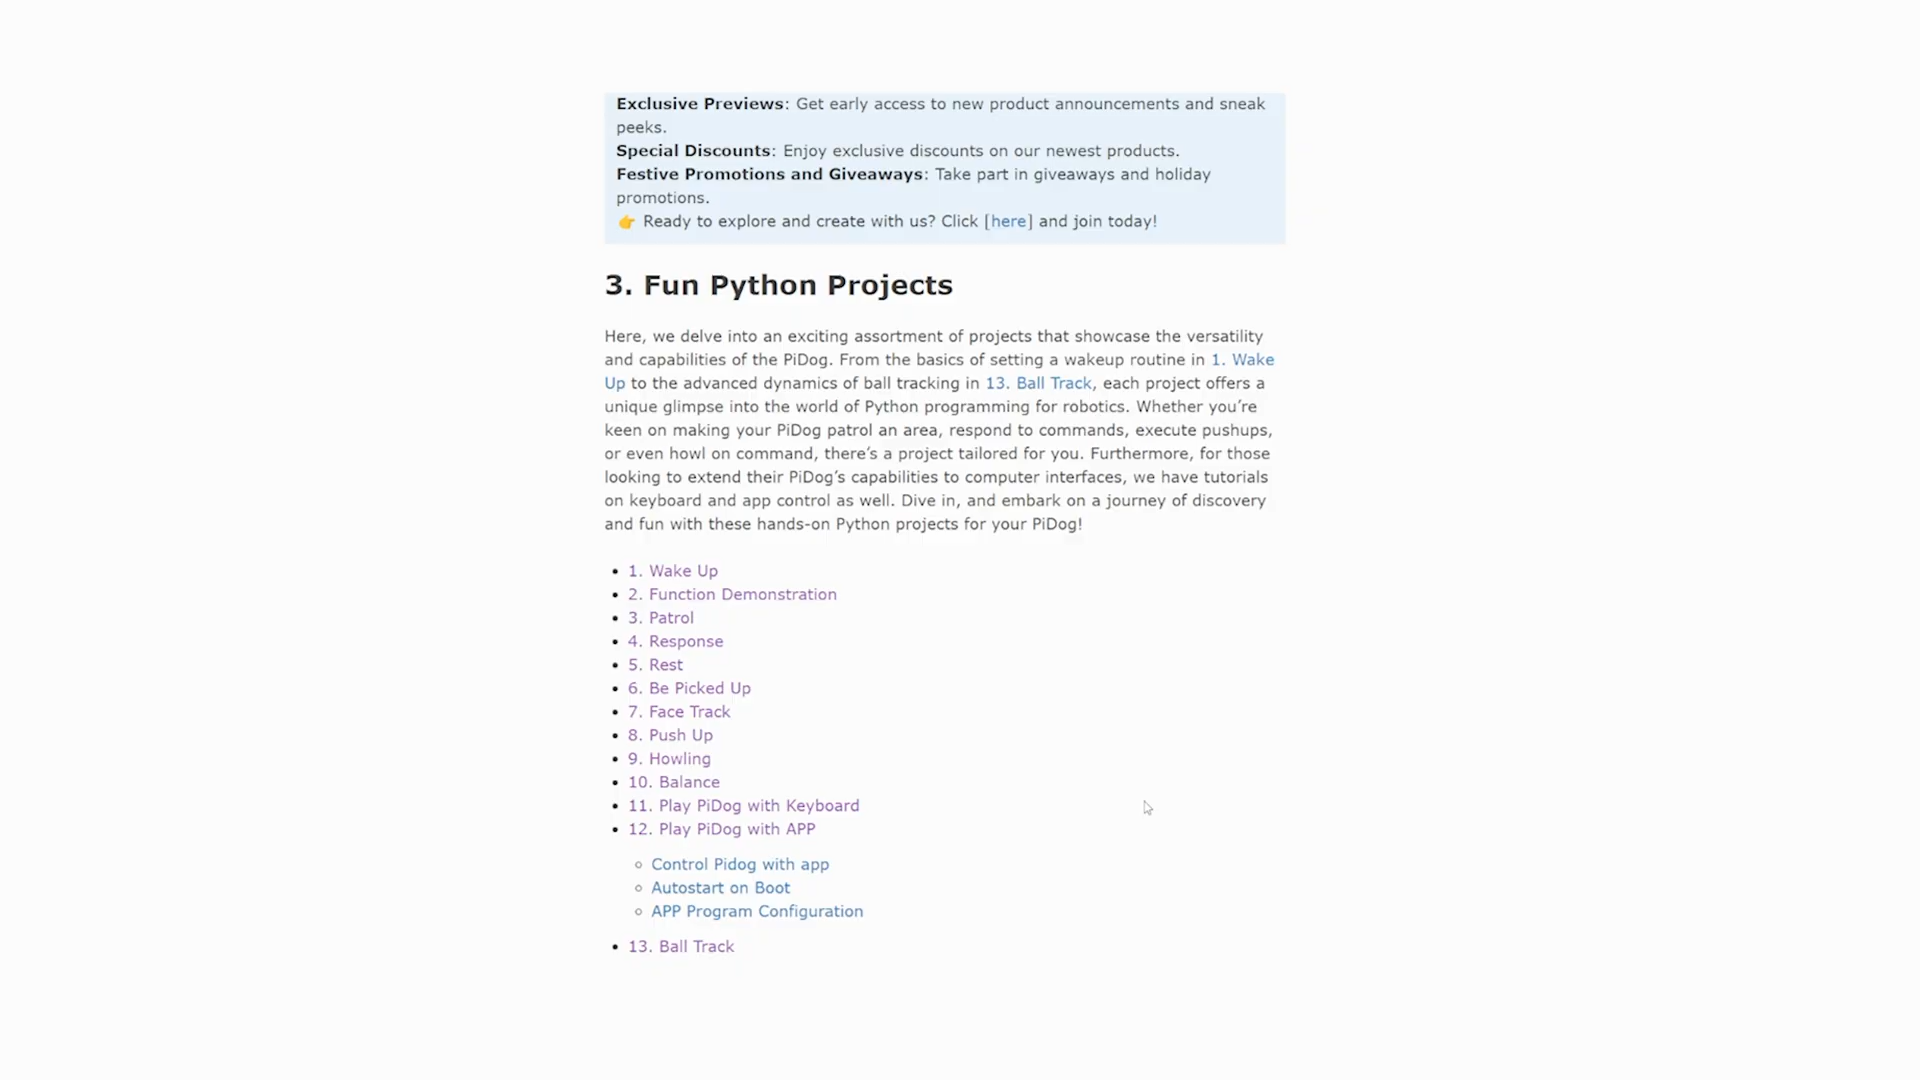 Exclusive Previews: Get early access to new product announcements and sneak
peeks.
Special Discounts: Enjoy exclusive discounts on our newest products.
Festive Promotions and Giveaways: Take part in giveaways and holiday
promotions.
👉 Ready to explore and create with us? Click [here] and join today!
3. Fun Python Projects
Here, we delve into an exciting assortment of projects that showcase the versatility
and capabilities of the PiDog. From the basics of setting a wakeup routine in 1. Wake
Up to the advanced dynamics of ball tracking in 13. Ball Track, each project offers a
unique glimpse into the world of Python programming for robotics. Whether you’re
keen on making your PiDog patrol an area, respond to commands, execute pushups,
or even howl on command, there’s a project tailored for you. Furthermore, for those
looking to extend their PiDog’s capabilities to computer interfaces, we have tutorials
on keyboard and app control as well. Dive in, and embark on a journey of discovery
and fun with these hands-on Python projects for your PiDog!
• 1. Wake Up
• 2. Function Demonstration
• 3. Patrol
• 4. Response
• 5. Rest
• 6. Be Picked Up
• 7. Face Track
• 8. Push Up
• 9. Howling
• 10. Balance
• 11. Play PiDog with Keyboard
• 12. Play PiDog with APP
◦ Control Pidog with app
◦ Autostart on Boot
◦ APP Program Configuration
• 13. Ball Track